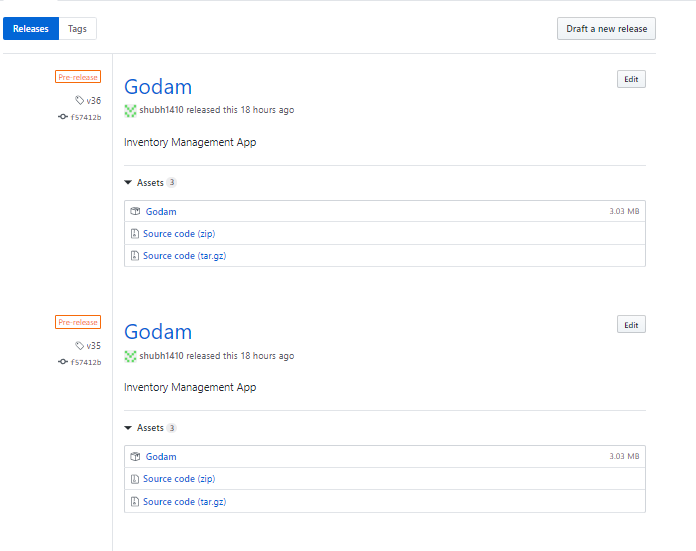 Releases Tags Draft a new release
Pre-release
Godam
Edit
v36
shubh1410 released this 18 hours ago
f57412b
Inventory Management App
Assets 3
Godam 3.03 MB
Source code (zip)
Source code (tar.gz)
Pre-release
Godam
Edit
v35
shubh1410 released this 18 hours ago
f57412b
Inventory Management App
Assets 3
Godam 3.03 MB
Source code (zip)
Source code (tar.gz)